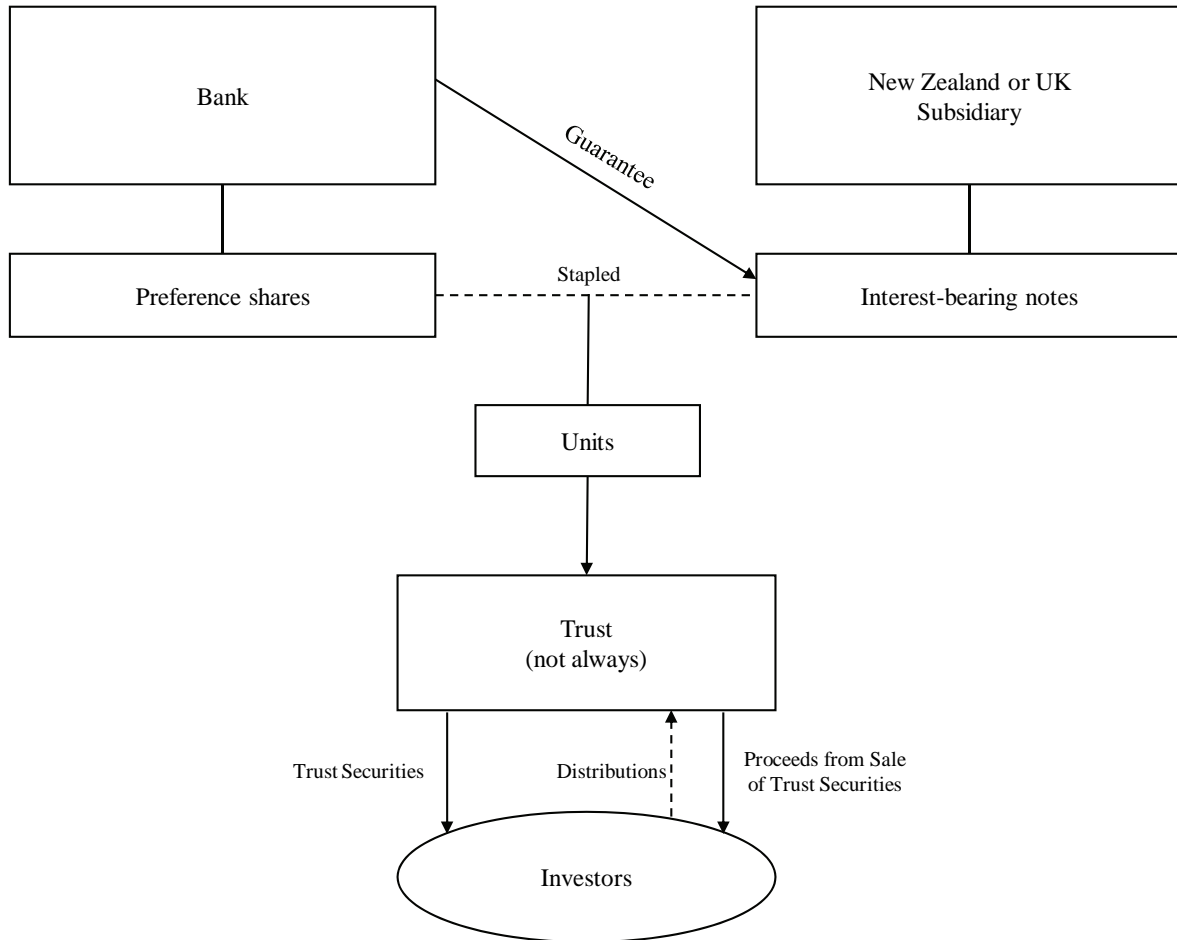 Bank
New Zealand or UK
Subsidiary
Guarantee
Stapled
Preference shares
Interest-bearing notes
Units
Trust
(not always)
Trust Securities
Distributions
Proceeds from Sale
of Trust Securities
Investors